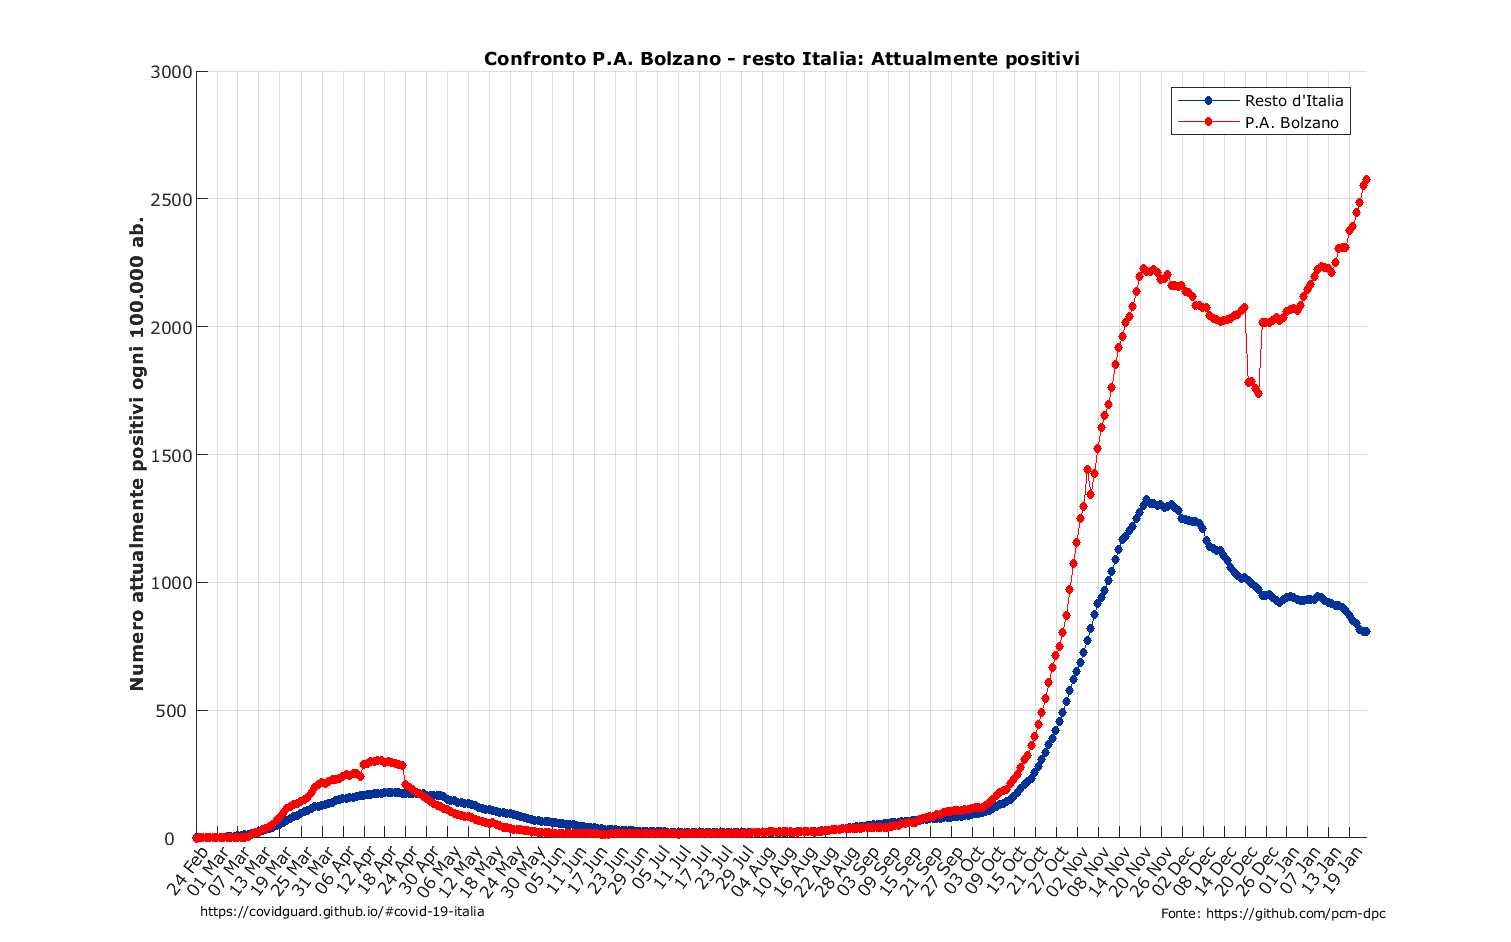 Confronto P.A. Bolzano - resto Italia: Attualmente positivi
Resto d'Italia
P.A. Bolzano
Numero attualmente positivi ogni 100.000 ab.
3000
2500
2000
1500
1000
500
0
24 Feb
01 Mar
07 Mar
13 Mar
19 Mar
25 Mar
31 Mar
06 Apr
12 Apr
18 Apr
24 Apr
30 Apr
06 May
12 May
18 May
24 May
30 May
05 Jun
11 Jun
17 Jun
23 Jun
29 Jun
05 Jul
11 Jul
17 Jul
23 Jul
29 Jul
04 Aug
10 Aug
16 Aug
22 Aug
28 Aug
03 Sep
09 Sep
15 Sep
21 Sep
27 Sep
03 Oct
09 Oct
15 Oct
21 Oct
27 Oct
02 Nov
08 Nov
14 Nov
20 Nov
26 Nov
02 Dec
08 Dec
14 Dec
20 Dec
26 Dec
01 Jan
07 Jan
13 Jan
19 Jan
https://covidguard.github.io/#covid-19-italia
Fonte: https://github.com/pcm-dpc